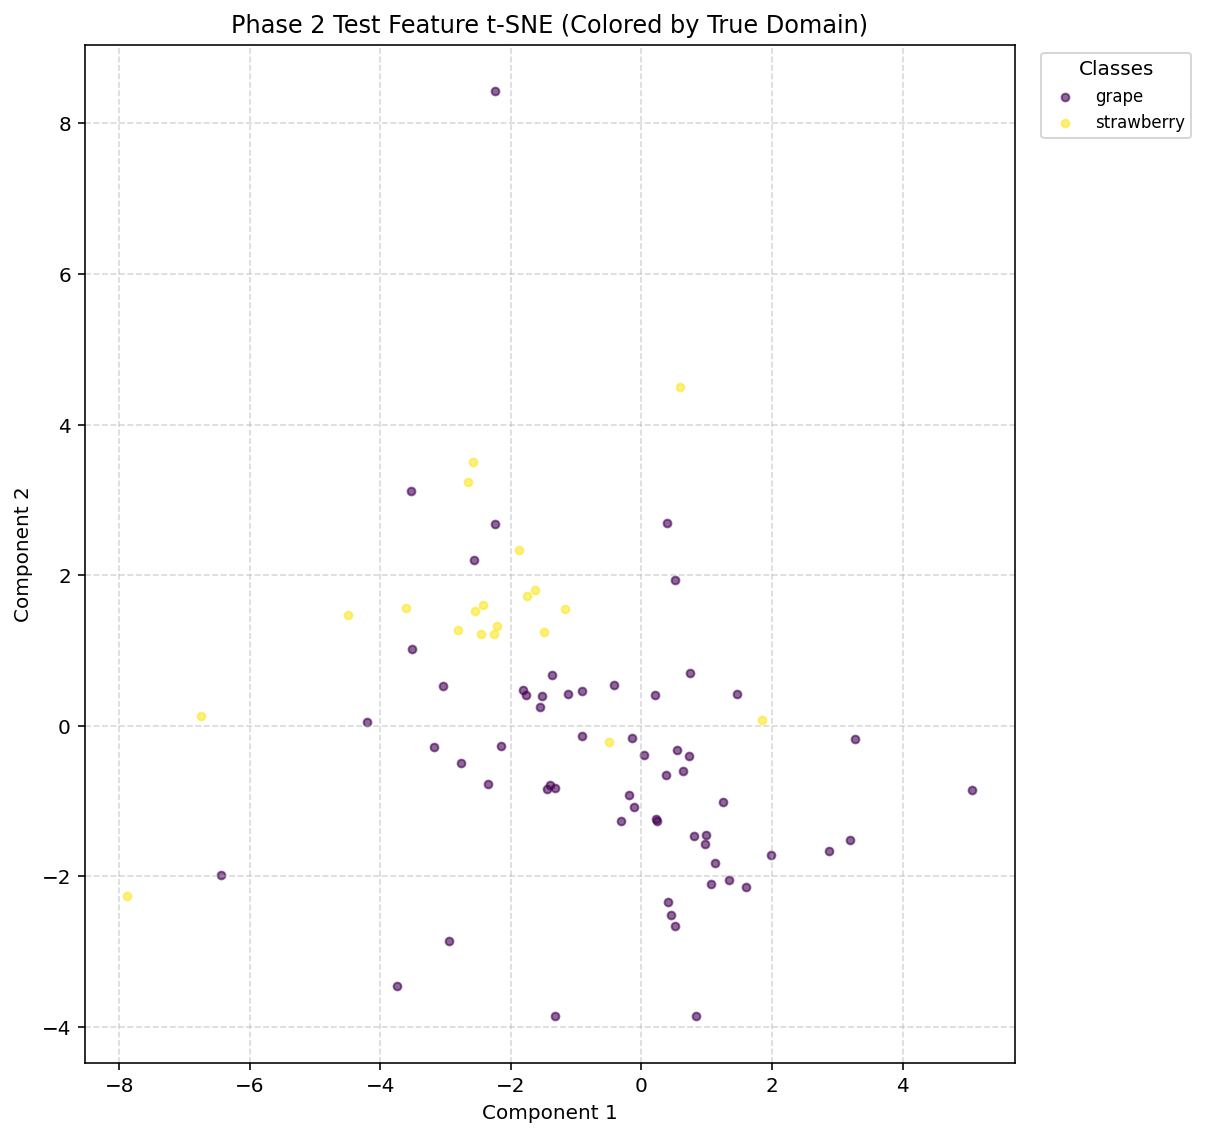 Phase 2 Test Feature t-SNE (Colored by True Domain)
Classes
grape
strawberry
8
6
4
2
0
−2
−4
Component 2
−8
−6
−4
−2
0
2
4
Component 1